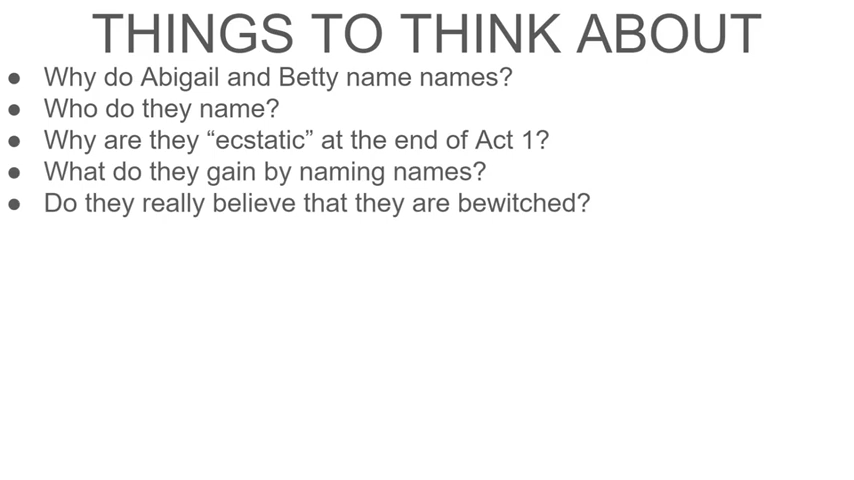 THINGS TO THINK ABOUT
● Why do Abigail and Betty name names?
● Who do they name?
● Why are they “ecstatic” at the end of Act 1?
● What do they gain by naming names?
● Do they really believe that they are bewitched?